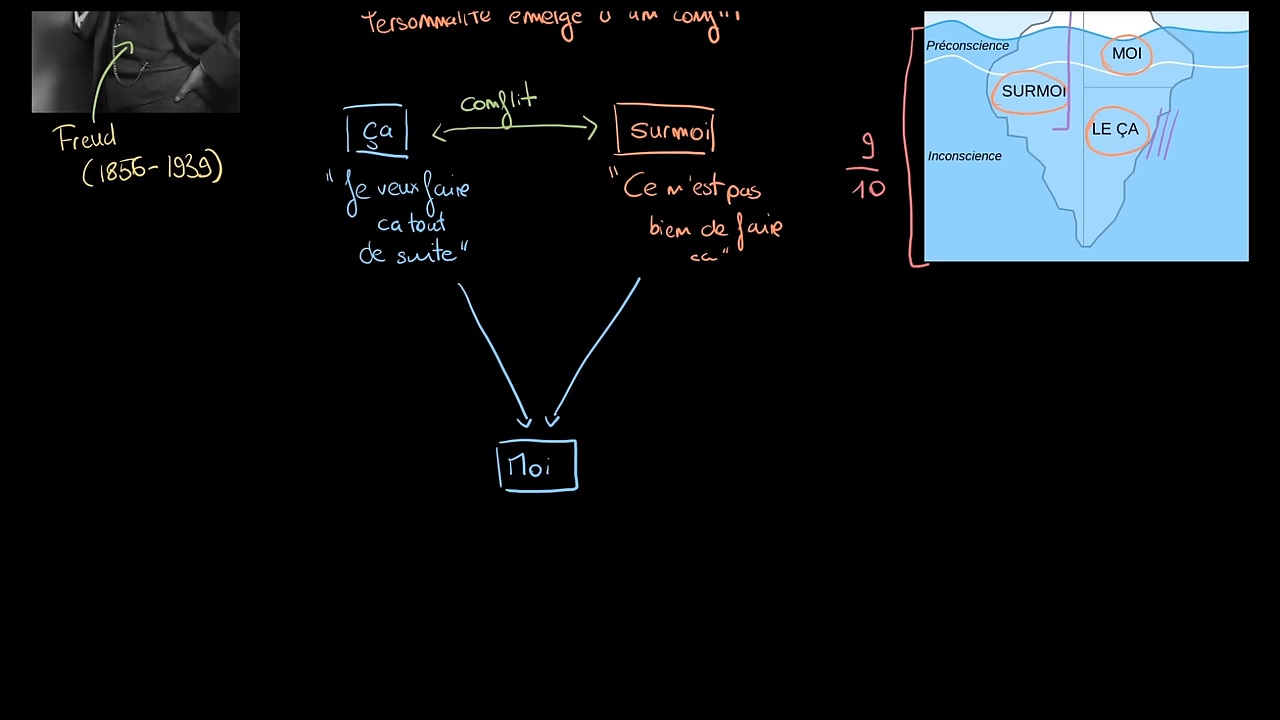 Personnalité émerge d'un conflit
Freud
(1856-1939)
conflit
ça
surmoi
"Je veux faire
ça tout
de suite"
"Ce n'est pas
bien de faire
ça"
Moi
9
10
Préconscience
MOI
SURMOI
LE ÇA
Inconscience